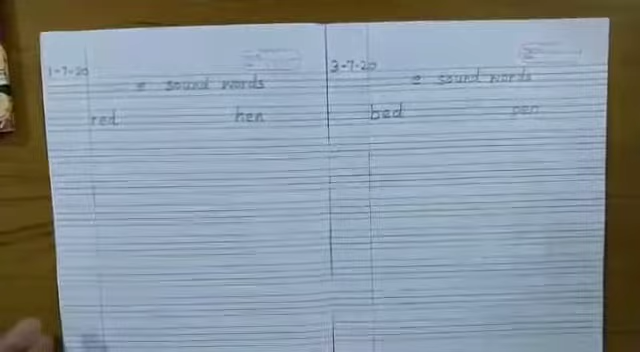 1-7-20
e sound words
red hen
3-7-20
e sound words
bed pen